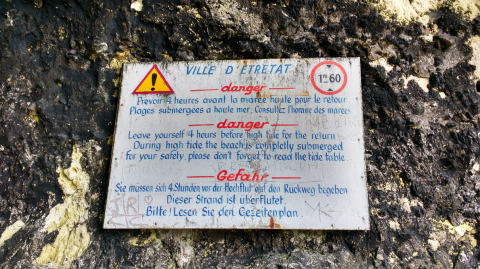 VILLE D'ETRETAT
1m60
danger
Prevoir 4 heures avant la marée haute pour le retour
Plages submergées a haute mer. Consultez l'horaire des marées
danger
Leave yourself 4 hours before high tide for the return
During high tide the beach is completly submerged
for your safety, please don't forget to read the tide table
Gefahr
Sie müssen sich 4. Stunden vor der Hochflut auf den Rückweg begeben
Dieser Strand ist überflutet.
Bitte! Lesen Sie den Gezeitenplan.